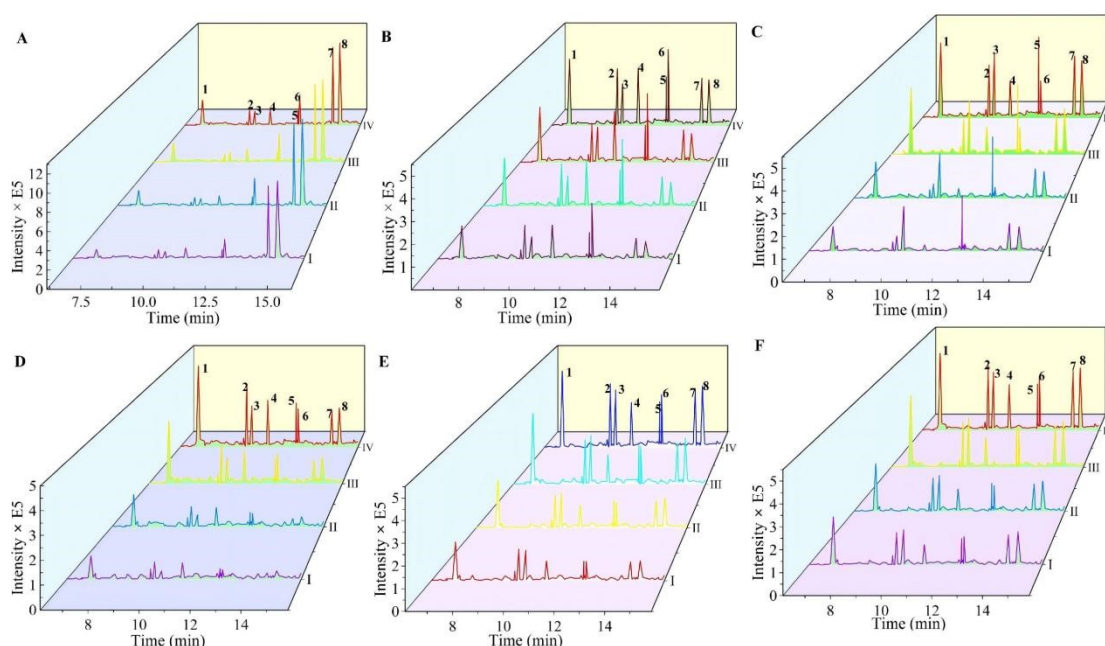 A
12
10
8
6
4
2
0
Intensity × E5
7.5 10.0 12.5 15.0
Time (min)
1 2 3 4 5 6 7 8
I
II
III
IV
B
5
4
3
2
1
Intensity × E5
8 10 12 14
Time (min)
1 2 3 4 5 6 7 8
I
II
III
IV
C
5
4
3
2
1
0
Intensity × E5
8 10 12 14
Time (min)
1 2 3 4 5 6 7 8
I
II
III
D
5
4
3
2
1
0
Intensity × E5
8 10 12 14
Time (min)
1 2 3 4 5 6 7 8
I
II
III
IV
E
5
4
3
2
1
0
Intensity × E5
8 10 12 14
Time (min)
1 2 3 4 5 6 7 8
I
II
III
IV
F
5
4
3
2
1
0
Intensity × E5
8 10 12 14
Time (min)
1 2 3 4 5 6 7 8
I
II
III